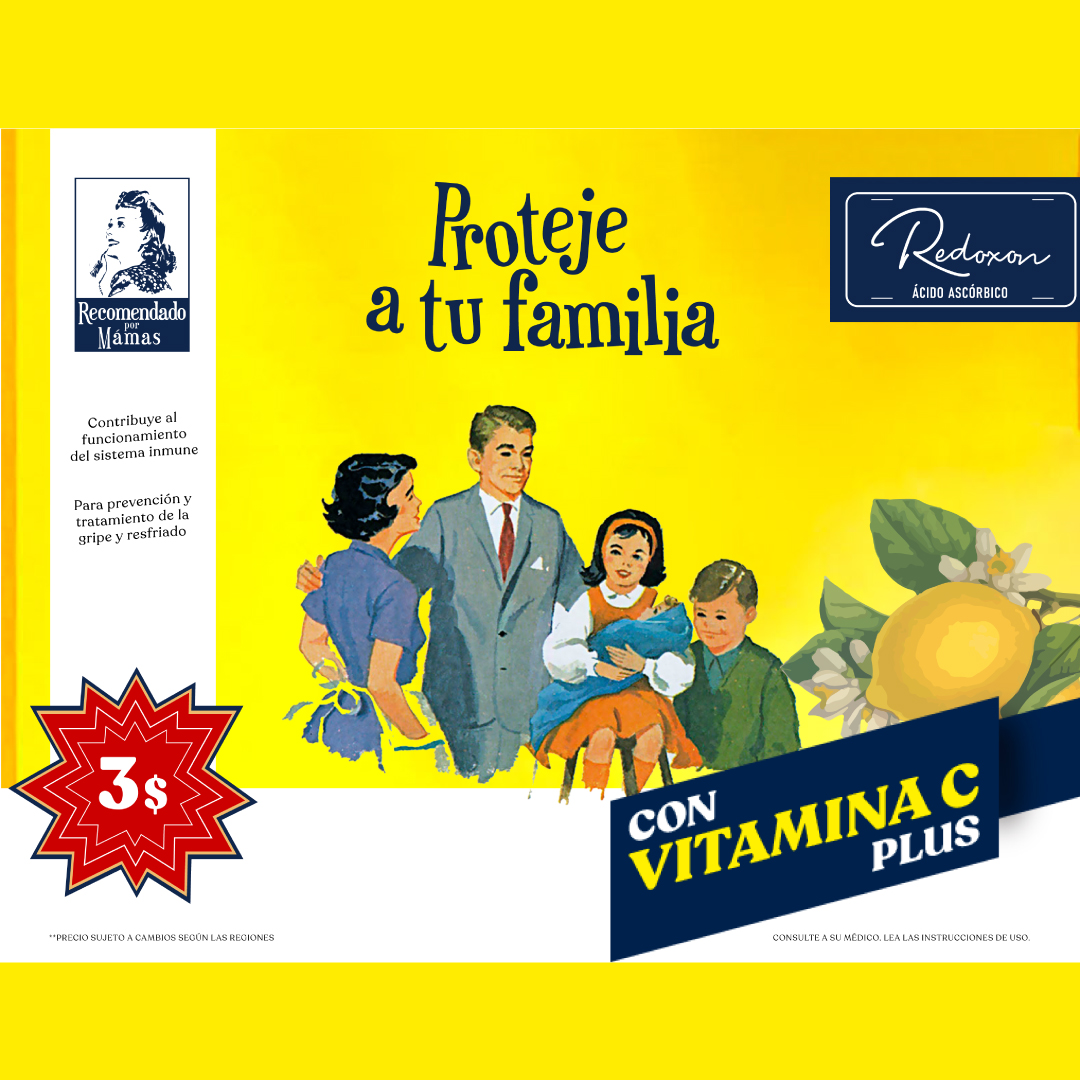 Proteje
a tu familia
Redoxon
ÁCIDO ASCÓRBICO
Recomendado
por
Mámas
Contribuye al
funcionamiento
del sistema inmune
Para prevención y
tratamiento de la
gripe y resfriado
3$
CON
VITAMINA C
PLUS
**PRECIO SUJETO A CAMBIOS SEGÚN LAS REGIONES
CONSULTE A SU MÉDICO. LEA LAS INSTRUCCIONES DE USO.